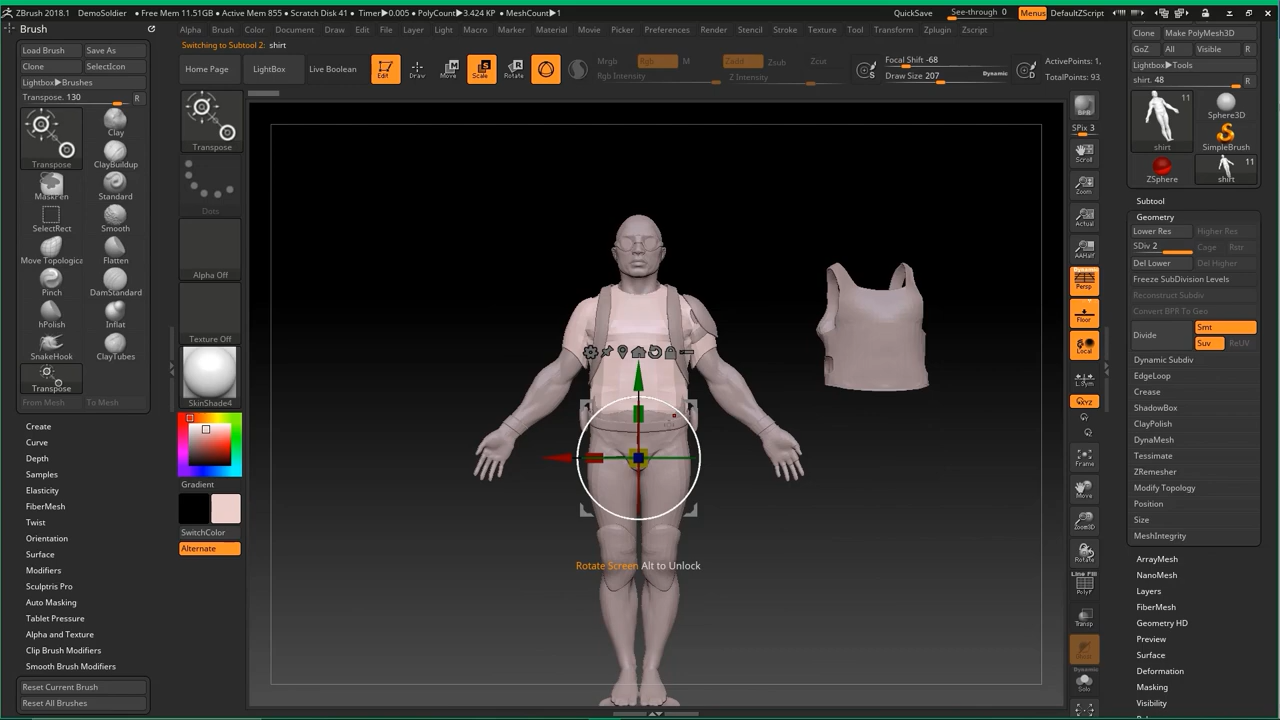 ZBrush 2018.1 DemoSoldier • Free Mem 11.51GB • Active Mem 855 • Scratch Disk 41 • Timer▶0.005 • PolyCount▶3.424 KP • MeshCount▶1 QuickSave See-through 0 Menus DefaultZScript
Brush
Alpha Brush Color Document Draw Edit File Layer Light Macro Marker Material Movie Picker Preferences Render Stencil Stroke Texture Tool Transform Zplugin Zscript
Switching to Subtool 2: shirt
Load Brush Save As
Clone SelectIcon
Lightbox▶Brushes
Transpose. 130 R
Transpose
Clay
ClayBuildup
MaskPen
Standard
SelectRect
Smooth
Move Topologica
Flatten
Pinch
DamStandard
hPolish
Inflat
SnakeHook
ClayTubes
Transpose
From Mesh To Mesh
Create
Curve
Depth
Samples
Elasticity
FiberMesh
Twist
Orientation
Surface
Modifiers
Sculptris Pro
Auto Masking
Tablet Pressure
Alpha and Texture
Clip Brush Modifiers
Smooth Brush Modifiers
Reset Current Brush
Reset All Brushes
Home Page LightBox Live Boolean
Edit Draw Move Scale Rotate
Mrgb Rgb M
Rgb Intensity
Zadd Zsub Zcut
Z Intensity
Focal Shift -68
Draw Size 207 Dynamic
S
D
ActivePoints: 1,
TotalPoints: 93
Transpose
Dots
Alpha Off
Texture Off
SkinShade4
Gradient
SwitchColor
Alternate
Rotate Screen Alt to Unlock
BPR
SPix 3
Scroll
Zoom
Actual
AAHalf
Dynamic
Persp
Floor
Local
L.Sym
XYZ
Frame
Move
Zoom3D
Rotate
Line Fill
PolyF
Transp
Ghost
Dynamic
Solo
Clone Make PolyMesh3D
GoZ All Visible R
Lightbox▶Tools
shirt. 48 R
11
shirt
Sphere3D
SimpleBrush
ZSphere
11
shirt
Subtool
Geometry
Lower Res Higher Res
SDiv 2 Cage Rstr
Del Lower Del Higher
Freeze SubDivision Levels
Reconstruct Subdiv
Convert BPR To Geo
Divide Smt
Suv ReUV
Dynamic Subdiv
EdgeLoop
Crease
ShadowBox
ClayPolish
DynaMesh
Tessimate
ZRemesher
Modify Topology
Position
Size
MeshIntegrity
ArrayMesh
NanoMesh
Layers
FiberMesh
Geometry HD
Preview
Surface
Deformation
Masking
Visibility